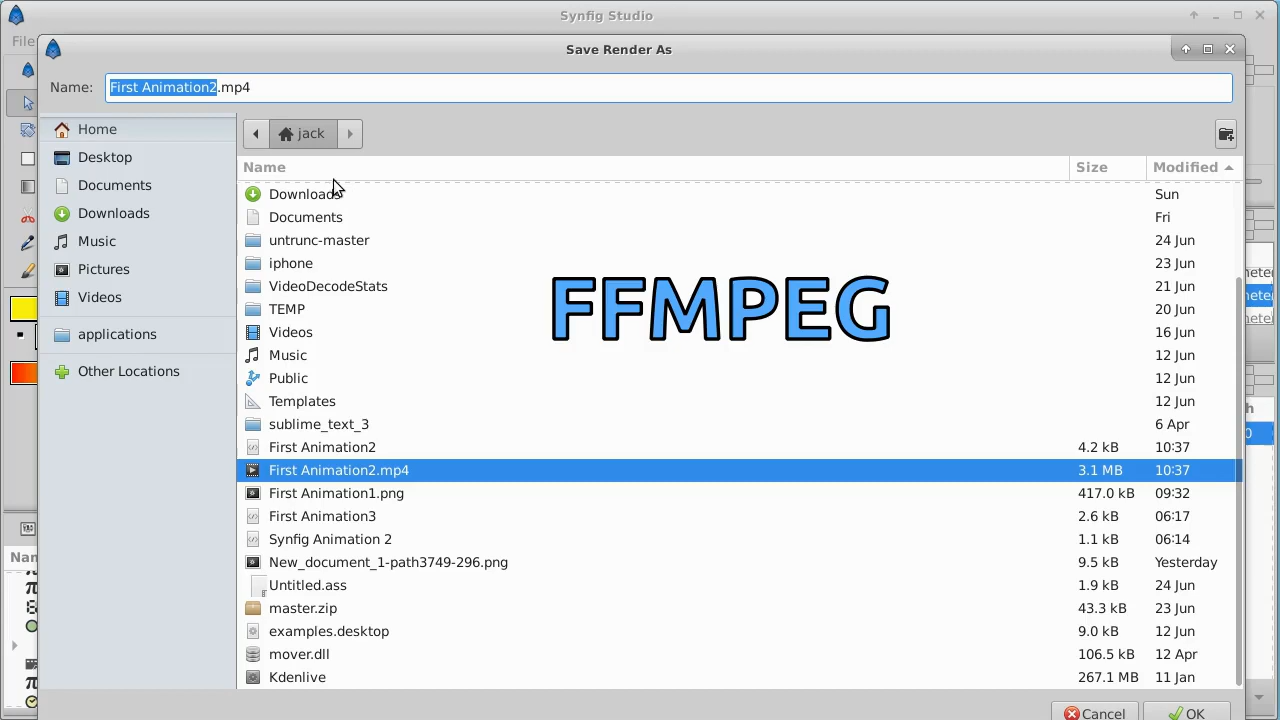 Synfig Studio
File
Save Render As
Name: First Animation2.mp4
jack
Home
Desktop
Documents
Downloads
Music
Pictures
Videos
applications
Other Locations
Name Size Modified
Downloads Sun
Documents Fri
untrunc-master 24 Jun
iphone 23 Jun
VideoDecodeStats 21 Jun
TEMP 20 Jun
Videos 16 Jun
Music 12 Jun
Public 12 Jun
Templates 12 Jun
sublime_text_3 6 Apr
First Animation2 4.2 kB 10:37
First Animation2.mp4 3.1 MB 10:37
First Animation1.png 417.0 kB 09:32
First Animation3 2.6 kB 06:17
Synfig Animation 2 1.1 kB 06:14
New_document_1-path3749-296.png 9.5 kB Yesterday
Untitled.ass 1.9 kB 24 Jun
master.zip 43.3 kB 23 Jun
examples.desktop 9.0 kB 12 Jun
mover.dll 106.5 kB 12 Apr
Kdenlive 267.1 MB 11 Jan
FFMPEG
Cancel OK